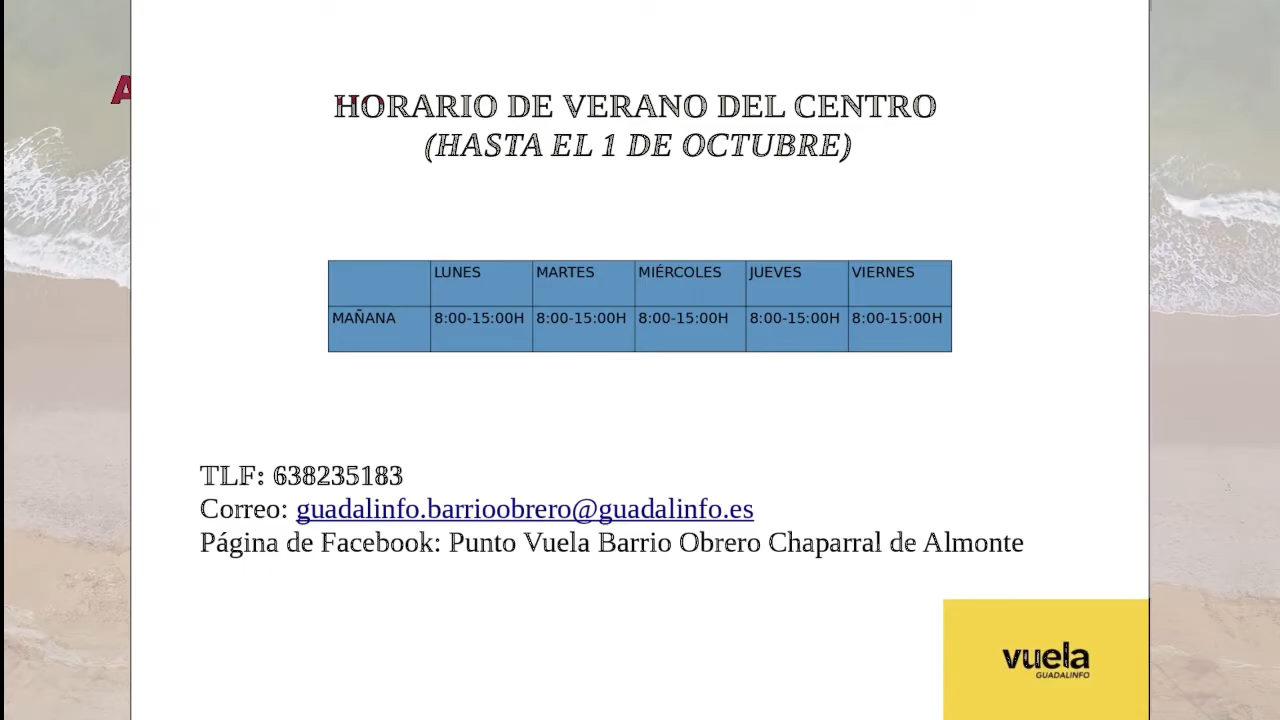 HORARIO DE VERANO DEL CENTRO
(HASTA EL 1 DE OCTUBRE)
LUNES MARTES MIÉRCOLES JUEVES VIERNES
MAÑANA 8:00-15:00H 8:00-15:00H 8:00-15:00H 8:00-15:00H 8:00-15:00H
TLF: 638235183
Correo: guadalinfo.barrioobrero@guadalinfo.es
Página de Facebook: Punto Vuela Barrio Obrero Chaparral de Almonte
vuela
GUADALINFO